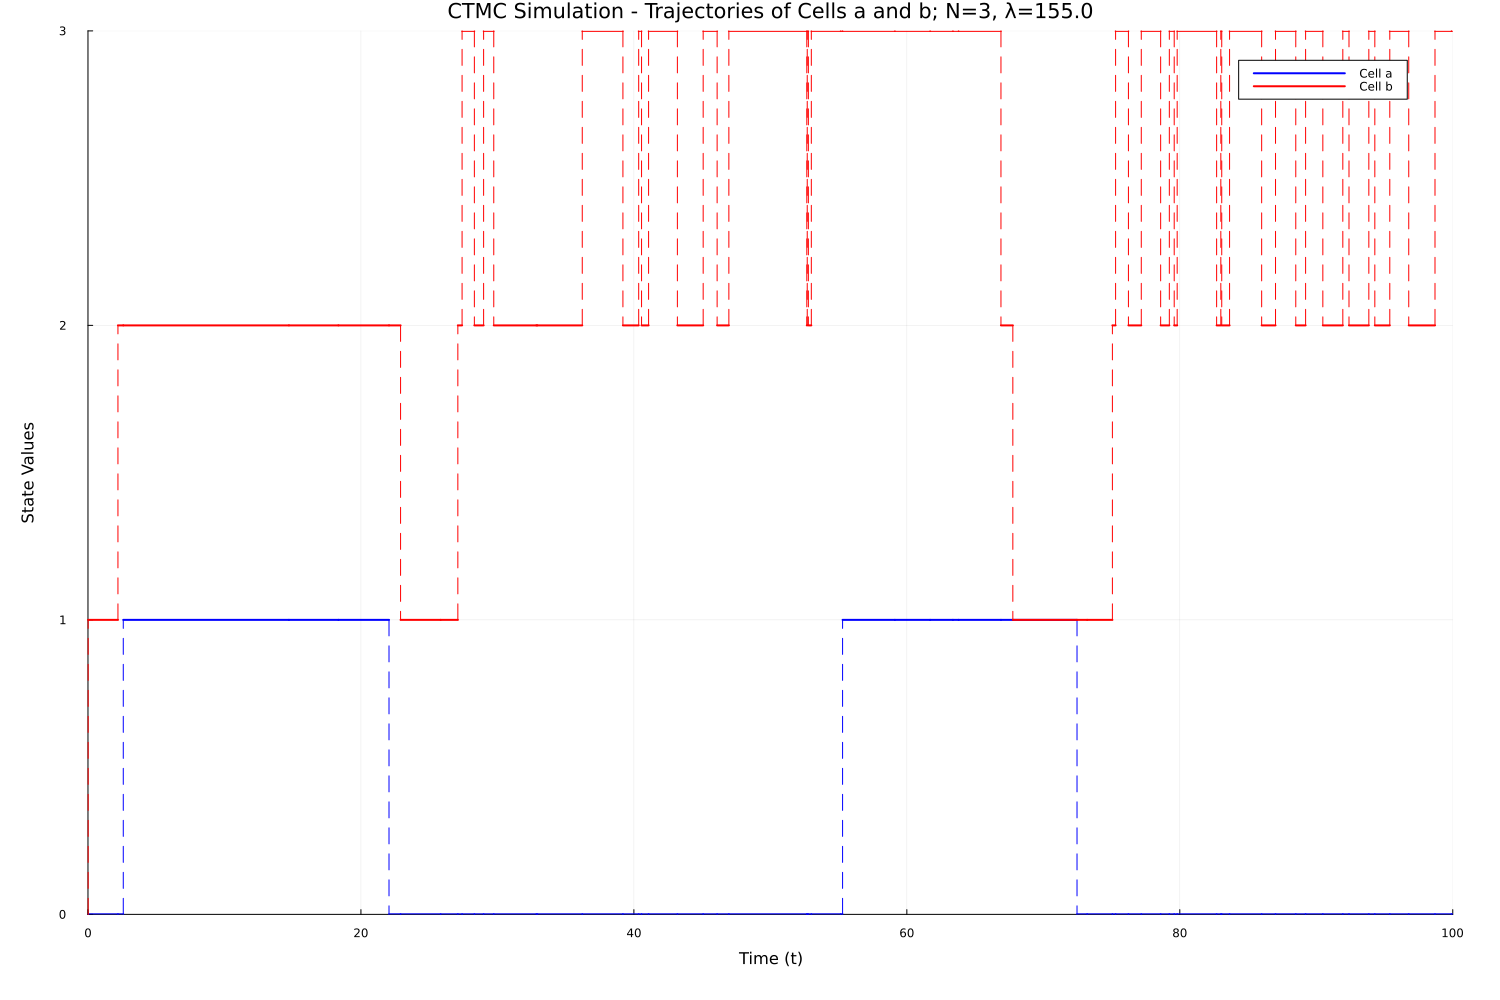 CTMC Simulation - Trajectories of Cells a and b; N=3, λ=155.0
3
Cell a
Cell b
2
State Values
1
0
0 20 40 60 80 100
Time (t)